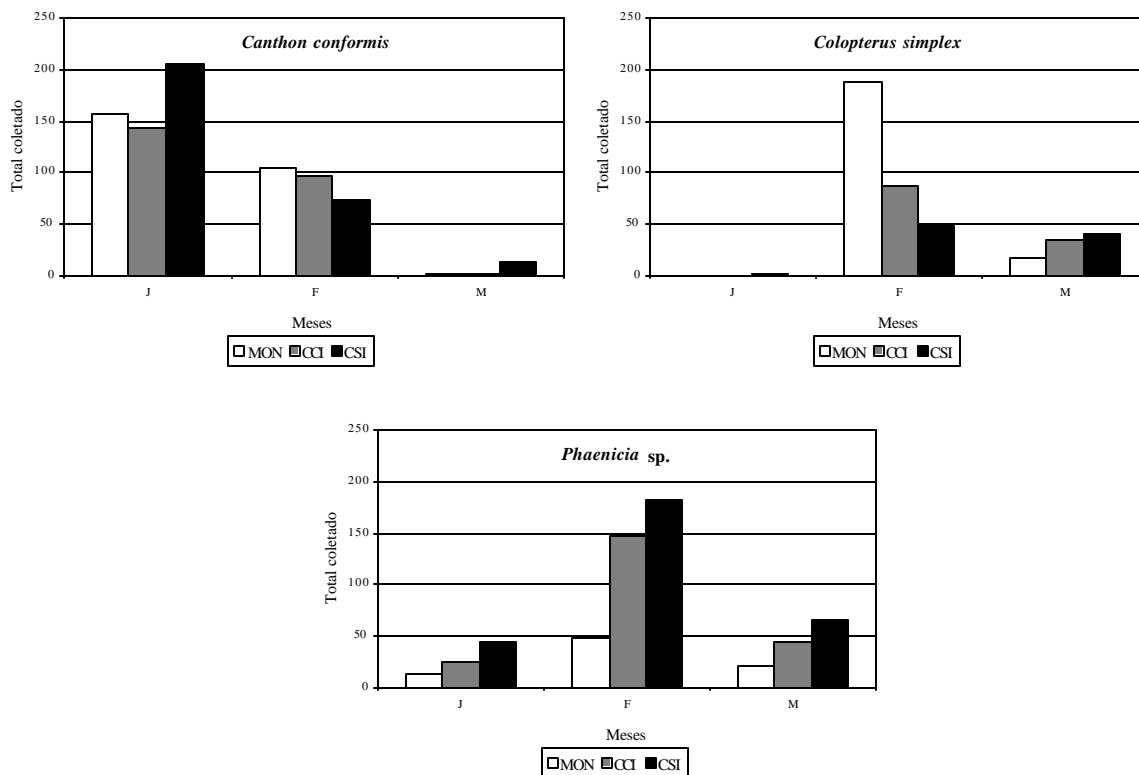 Canthon conformis
Total coletado
250
200
150
100
50
0
J F M
Meses
MON CCI CSI
Colopterus simplex
Total coletado
250
200
150
100
50
0
J F M
Meses
MON CCI CSI
Phaenicia sp.
Total coletado
250
200
150
100
50
0
J F M
Meses
MON CCI CSI